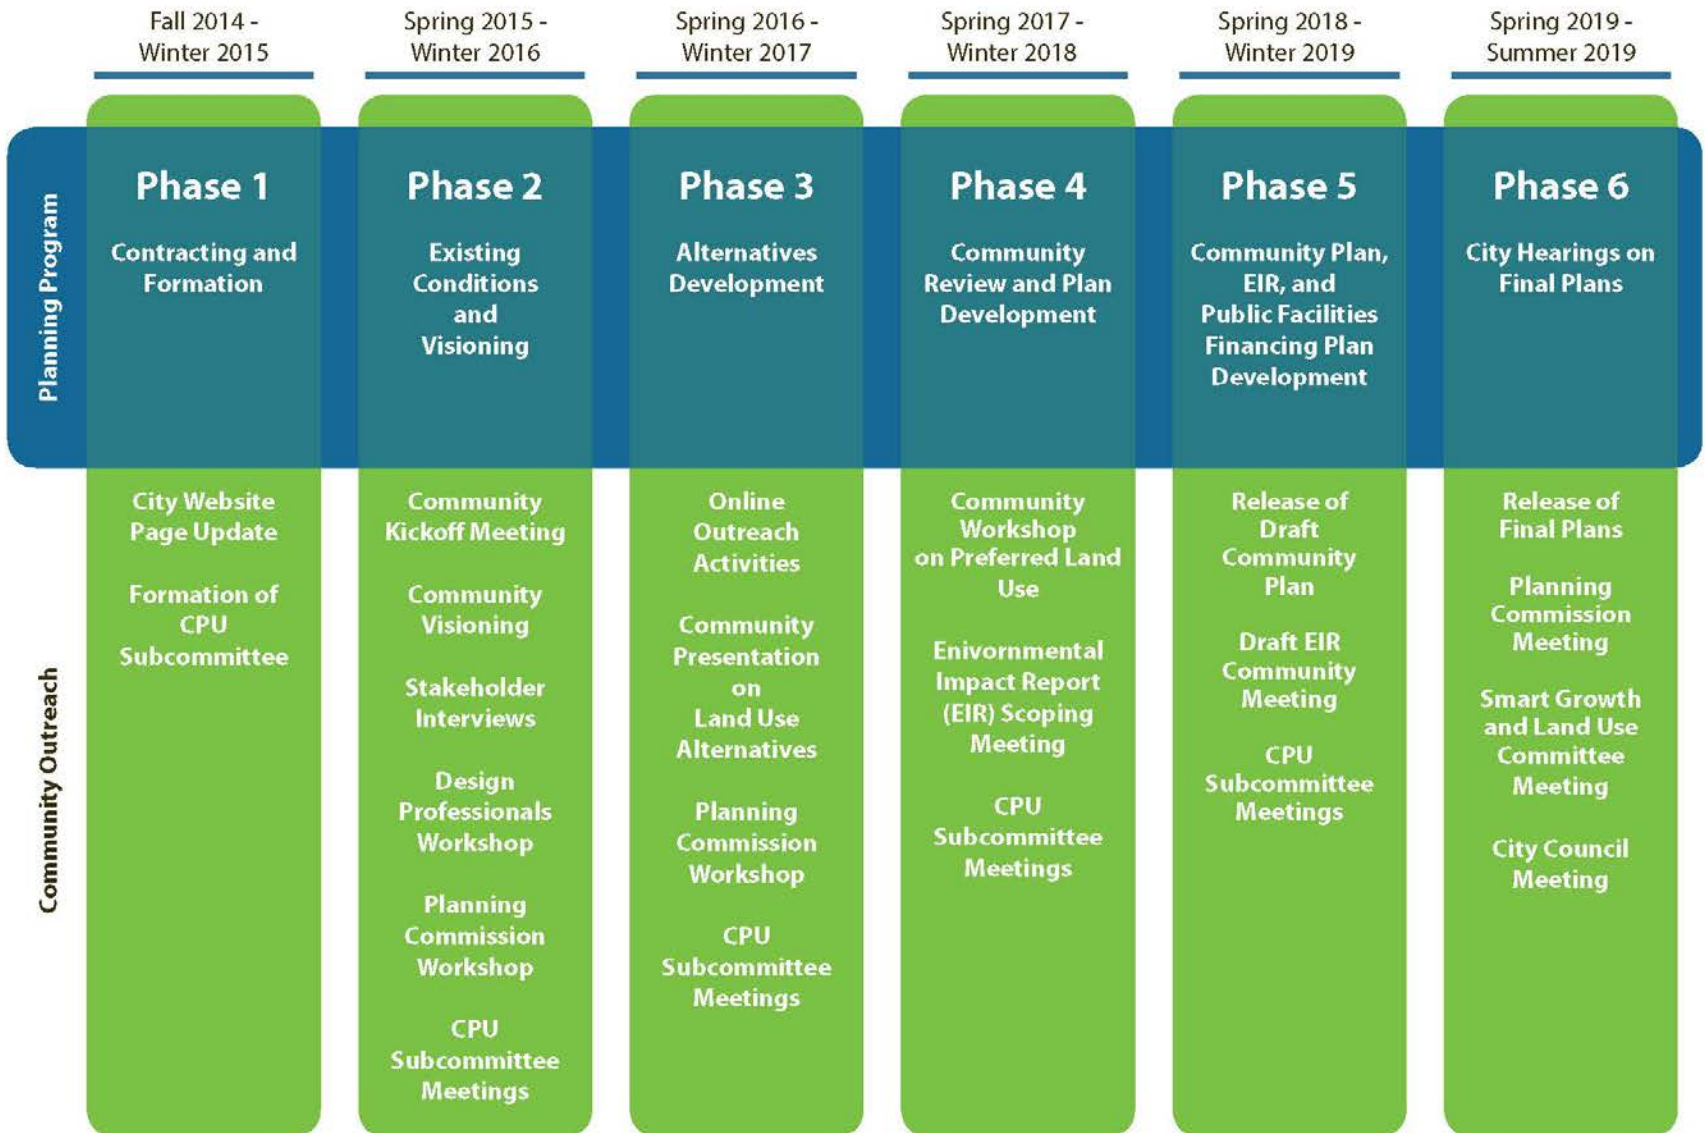 Fall 2014 -
Winter 2015
Spring 2015 -
Winter 2016
Spring 2016 -
Winter 2017
Spring 2017 -
Winter 2018
Spring 2018 -
Winter 2019
Spring 2019 -
Summer 2019
Planning Program
Phase 1
Contracting and
Formation
Phase 2
Existing
Conditions
and
Visioning
Phase 3
Alternatives
Development
Phase 4
Community
Review and Plan
Development
Phase 5
Community Plan,
EIR, and
Public Facilities
Financing Plan
Development
Phase 6
City Hearings on
Final Plans
Community Outreach
City Website
Page Update
Formation of
CPU
Subcommittee
Community
Kickoff Meeting
Community
Visioning
Stakeholder
Interviews
Design
Professionals
Workshop
Planning
Commission
Workshop
CPU
Subcommittee
Meetings
Online
Outreach
Activities
Community
Presentation
on
Land Use
Alternatives
Planning
Commission
Workshop
CPU
Subcommittee
Meetings
Community
Workshop
on Preferred Land
Use
Enivornmental
Impact Report
(EIR) Scoping
Meeting
CPU
Subcommittee
Meetings
Release of
Draft
Community
Plan
Draft EIR
Community
Meeting
CPU
Subcommittee
Meetings
Release of
Final Plans
Planning
Commission
Meeting
Smart Growth
and Land Use
Committee
Meeting
City Council
Meeting